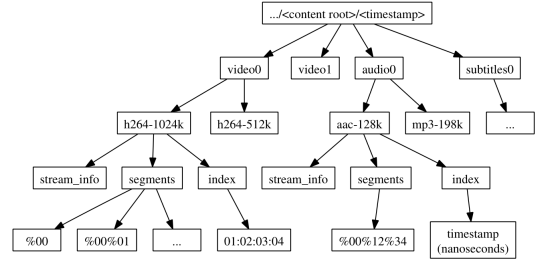 .../<content root>/<timestamp>
video0
video1
audio0
subtitles0
h264-1024k
h264-512k
aac-128k
mp3-198k
...
stream_info
segments
index
stream_info
segments
index
%00
%00%01
...
01:02:03:04
%00%12%34
timestamp
(nanoseconds)